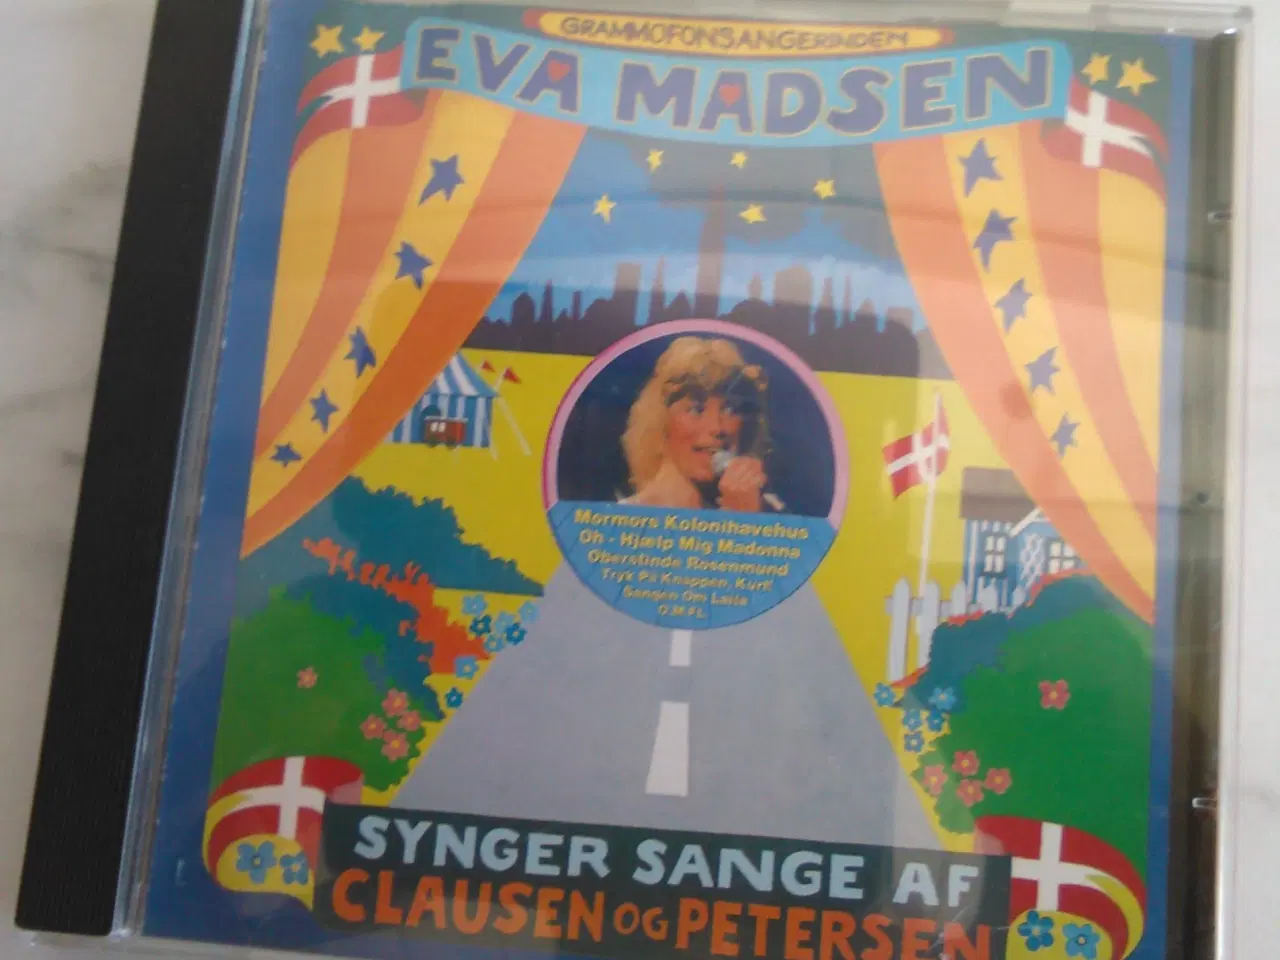 GRAMMOFONSANGERINDEN
EVA MADSEN
Mormors Kolonihavehus
Oh - Hjælp Mig Madonna
Oberstinde Rosenmund
Tryk På Knappen, Kurt!
Sangen Om Laila
O.M.FL.
SYNGER SANGE AF
CLAUSEN OG PETERSEN